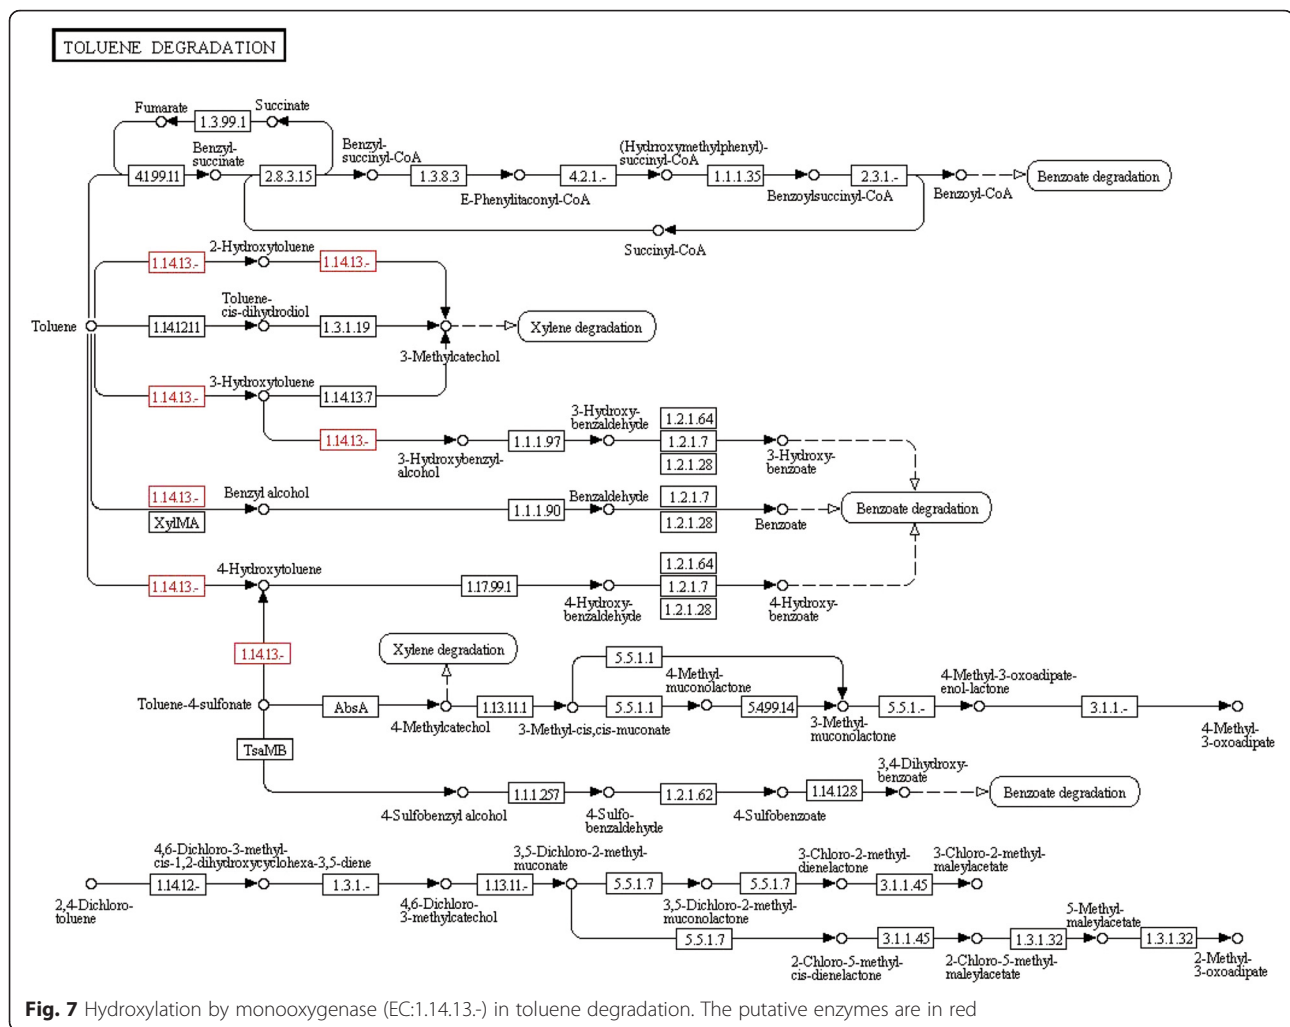 TOLUENE DEGRADATION
Fumarate
1.3.99.1
Succinate
4.1.99.11
Benzyl-
succinate
2.8.3.15
Benzyl-
succinyl-CoA
1.3.8.3
E-Phenylitaconyl-CoA
4.2.1.-
(Hydrroxymethylphenyl)-
succinyl-CoA
1.1.1.35
Benzoylsuccinyl-CoA
2.3.1.-
Benzoyl-CoA
Benzoate degradation
Succinyl-CoA
1.14.13.-
2-Hydroxytoluene
1.14.13.-
Toluene
1.14.12.11
Toluene-
cis-dihydrodiol
1.3.1.19
3-Methylcatechol
Xylene degradation
1.14.13.-
3-Hydroxytoluene
1.14.13.7
1.14.13.-
3-Hydroxybenzyl-
alcohol
1.1.1.97
3-Hydroxy-
benzaldehyde
1.2.1.64
1.2.1.7
1.2.1.28
3-Hydroxy-
benzoate
1.14.13.-
XylMA
Benzyl alcohol
1.1.1.90
Benzaldehyde
1.2.1.7
1.2.1.28
Benzoate
Benzoate degradation
1.14.13.-
4-Hydroxytoluene
1.17.99.1
4-Hydroxy-
benzaldehyde
1.2.1.64
1.2.1.7
1.2.1.28
4-Hydroxy-
benzoate
1.14.13.-
Toluene-4-sulfonate
AbsA
Xylene degradation
4-Methylcatechol
1.13.11.1
3-Methyl-cis,cis-muconate
5.5.1.1
5.5.1.1
4-Methyl-
muconolactone
5.4.99.14
3-Methyl-
muconolactone
5.5.1.-
4-Methyl-3-oxoadipate-
enol-lactone
3.1.1.-
4-Methyl-
3-oxoadipate
TsaMB
4-Sulfobenzyl alcohol
1.1.1.257
4-Sulfo-
benzaldehyde
1.2.1.62
4-Sulfobenzoate
1.14.12.8
3,4-Dihydroxy-
benzoate
Benzoate degradation
2,4-Dichloro-
toluene
1.14.12.-
4,6-Dichloro-3-methyl-
cis-1,2-dihydroxycyclohexa-3,5-diene
1.3.1.-
4,6-Dichloro-
3-methylcatechol
1.13.11.-
3,5-Dichloro-2-methyl-
muconate
5.5.1.7
3,5-Dichloro-2-methyl-
muconolactone
5.5.1.7
3-Chloro-2-methyl-
dienelactone
3.1.1.45
3-Chloro-2-methyl-
maleylacetate
5.5.1.7
2-Chloro-5-methyl-
cis-dienelactone
3.1.1.45
2-Chloro-5-methyl-
maleylacetate
1.3.1.32
5-Methyl-
maleylacetate
1.3.1.32
2-Methyl-
3-oxoadipate
Fig. 7 Hydroxylation by monooxygenase (EC:1.14.13.-) in toluene degradation. The putative enzymes are in red